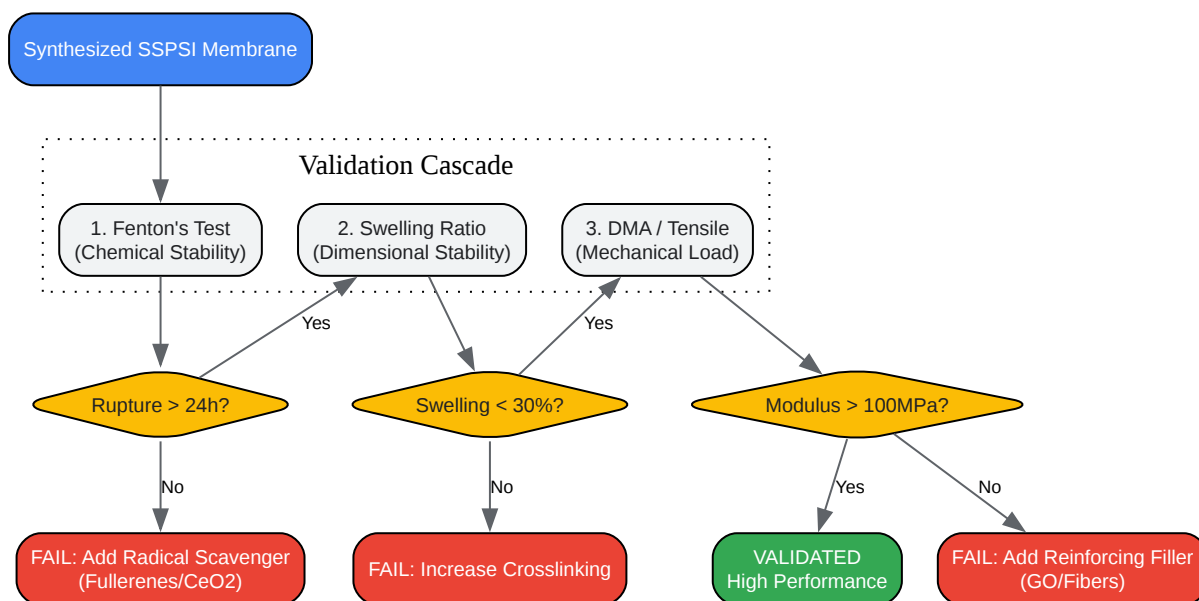 Synthesized SSPSI Membrane
Validation Cascade
1. Fenton's Test
(Chemical Stability)
2. Swelling Ratio
(Dimensional Stability)
3. DMA / Tensile
(Mechanical Load)
Yes
Yes
Rupture > 24h?
Swelling < 30%?
Modulus > 100MPa?
No
No
Yes
No
FAIL: Add Radical Scavenger
(Fullerenes/CeO2)
FAIL: Increase Crosslinking
VALIDATED
High Performance
FAIL: Add Reinforcing Filler
(GO/Fibers)